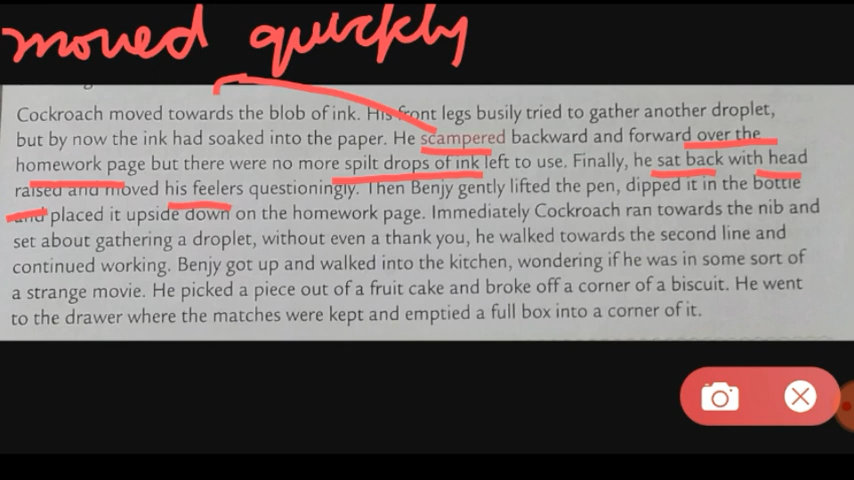 moved quickly
Cockroach moved towards the blob of ink. His front legs busily tried to gather another droplet,
but by now the ink had soaked into the paper. He scampered backward and forward over the
homework page but there were no more spilt drops of ink left to use. Finally, he sat back with head
raised and moved his feelers questioningly. Then Benjy gently lifted the pen, dipped it in the bottle
and placed it upside down on the homework page. Immediately Cockroach ran towards the nib and
set about gathering a droplet, without even a thank you, he walked towards the second line and
continued working. Benjy got up and walked into the kitchen, wondering if he was in some sort of
a strange movie. He picked a piece out of a fruit cake and broke off a corner of a biscuit. He went
to the drawer where the matches were kept and emptied a full box into a corner of it.